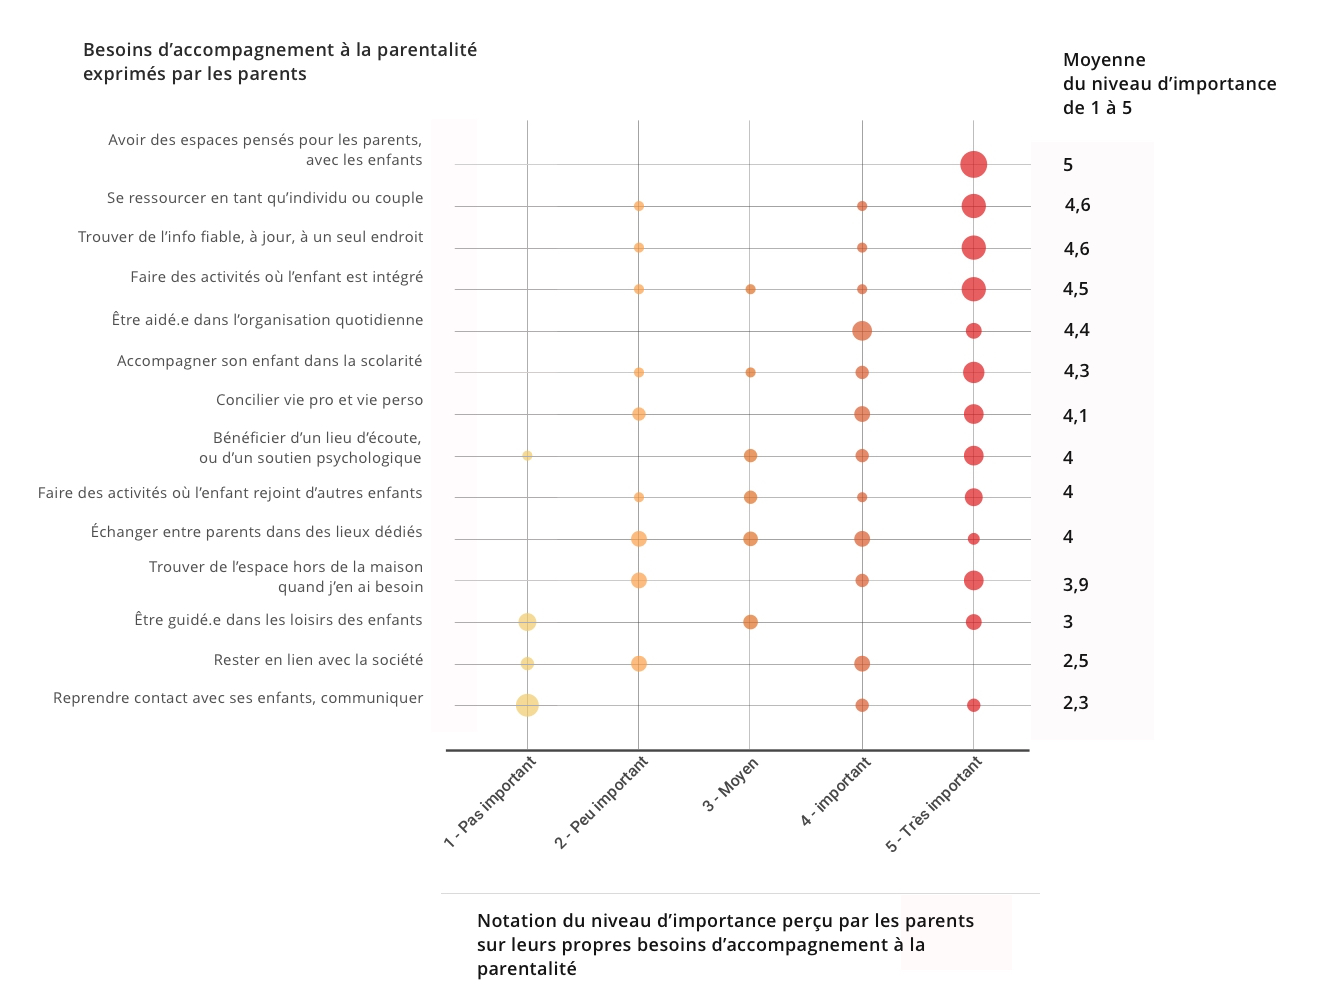 Besoins d’accompagnement à la parentalité
exprimés par les parents
Moyenne
du niveau d’importance
de 1 à 5
Avoir des espaces pensés pour les parents,
avec les enfants
5
Se ressourcer en tant qu’individu ou couple
4,6
Trouver de l’info fiable, à jour, à un seul endroit
4,6
Faire des activités où l’enfant est intégré
4,5
Être aidé.e dans l’organisation quotidienne
4,4
Accompagner son enfant dans la scolarité
4,3
Concilier vie pro et vie perso
4,1
Bénéficier d’un lieu d’écoute,
ou d’un soutien psychologique
4
Faire des activités où l’enfant rejoint d’autres enfants
4
Échanger entre parents dans des lieux dédiés
4
Trouver de l’espace hors de la maison
quand j’en ai besoin
3,9
Être guidé.e dans les loisirs des enfants
3
Rester en lien avec la société
2,5
Reprendre contact avec ses enfants, communiquer
2,3
1 - Pas important
2 - Peu important
3 - Moyen
4 - important
5 - Très important
Notation du niveau d’importance perçu par les parents
sur leurs propres besoins d’accompagnement à la
parentalité